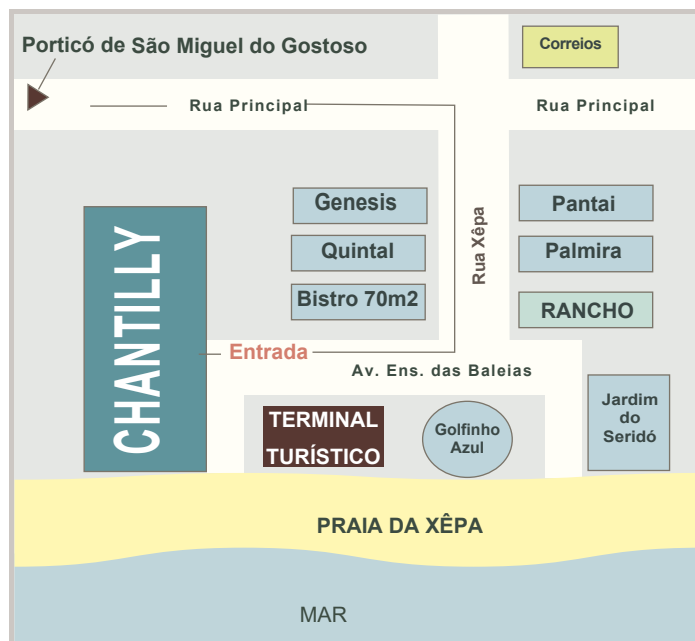 Correios
Porticó de São Miguel do Gostoso
Rua Principal
Rua Principal
Genesis
Pantai
Quintal
Palmira
Rua Xêpa
Bistro 70m2
RANCHO
CHANTILLY
Entrada
Av. Ens. das Baleias
TERMINAL
TURÍSTICO
Golfinho
Azul
Jardim
do
Seridó
PRAIA DA XÊPA
MAR